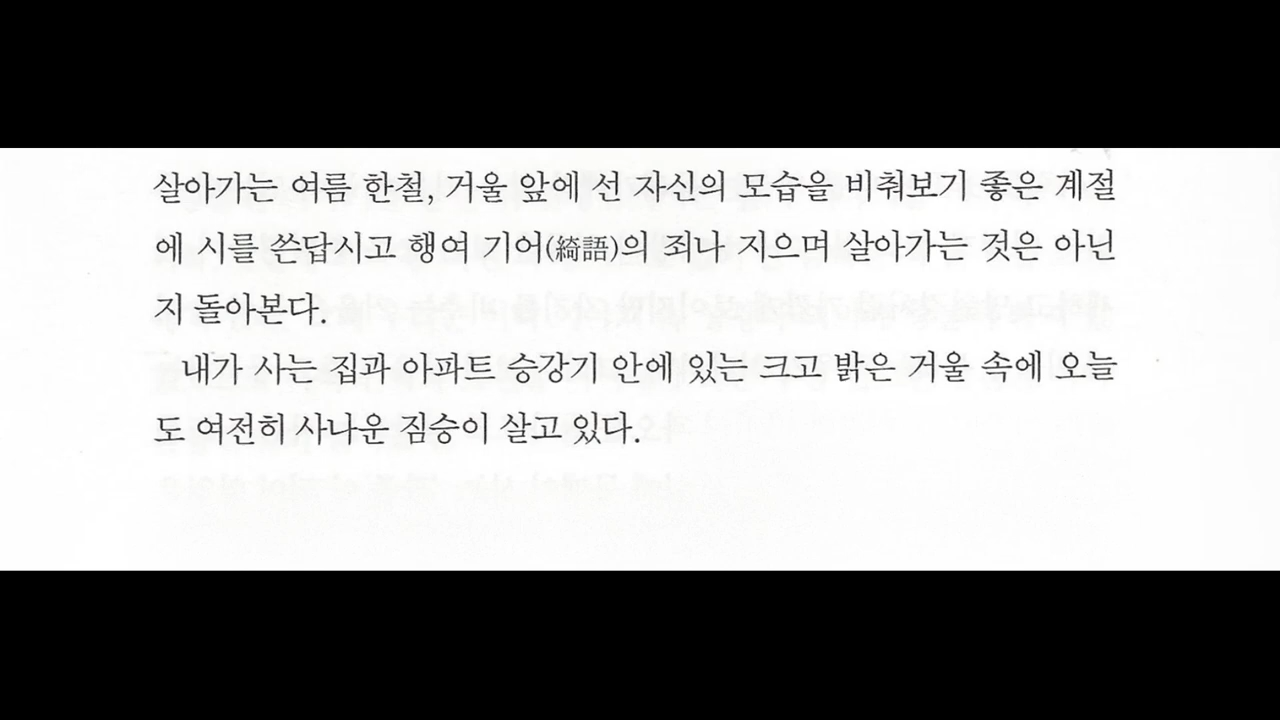 살아가는 여름 한철, 거울 앞에 선 자신의 모습을 비춰보기 좋은 계절
에 시를 쓴답시고 행여 기어(綺語)의 죄나 지으며 살아가는 것은 아닌
지 돌아본다.
내가 사는 집과 아파트 승강기 안에 있는 크고 밝은 거울 속에 오늘
도 여전히 사나운 짐승이 살고 있다.